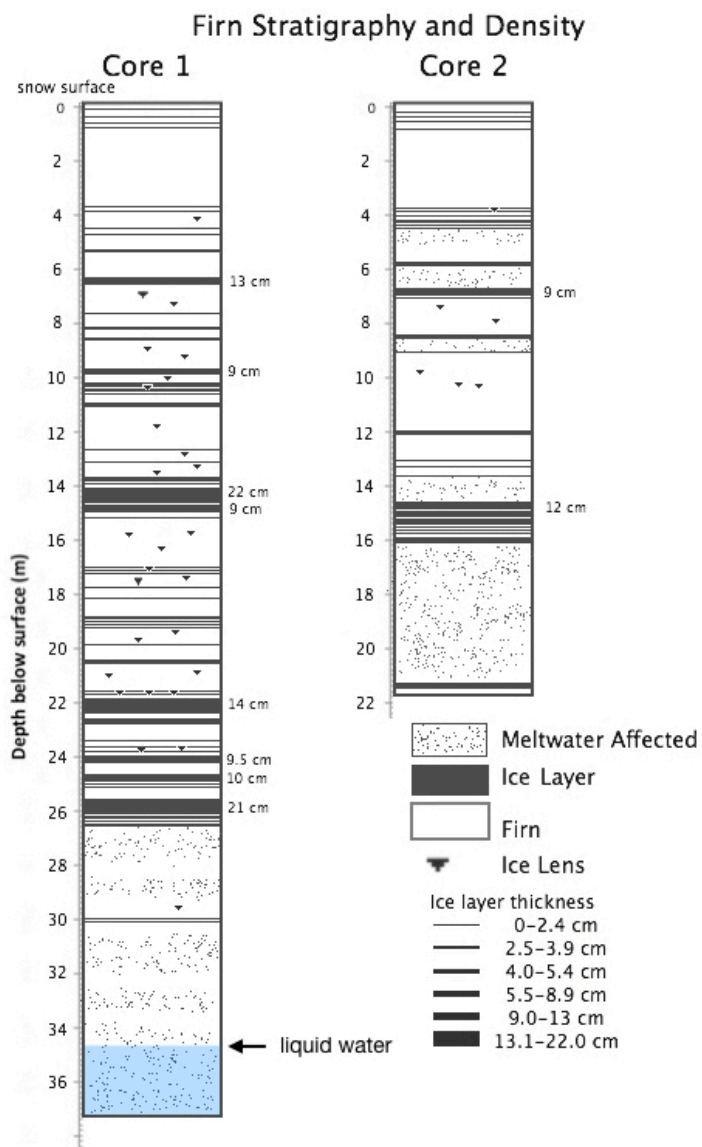 Firn Stratigraphy and Density
Core 1
Core 2
snow surface
Depth below surface (m)
0
2
4
6
8
10
12
14
16
18
20
22
24
26
28
30
32
34
36
13 cm
9 cm
22 cm
9 cm
14 cm
9.5 cm
10 cm
21 cm
0
2
4
6
8
10
12
14
16
18
20
22
9 cm
12 cm
Meltwater Affected
Ice Layer
Firn
Ice Lens
Ice layer thickness
0-2.4 cm
2.5-3.9 cm
4.0-5.4 cm
5.5-8.9 cm
9.0-13 cm
13.1-22.0 cm
liquid water